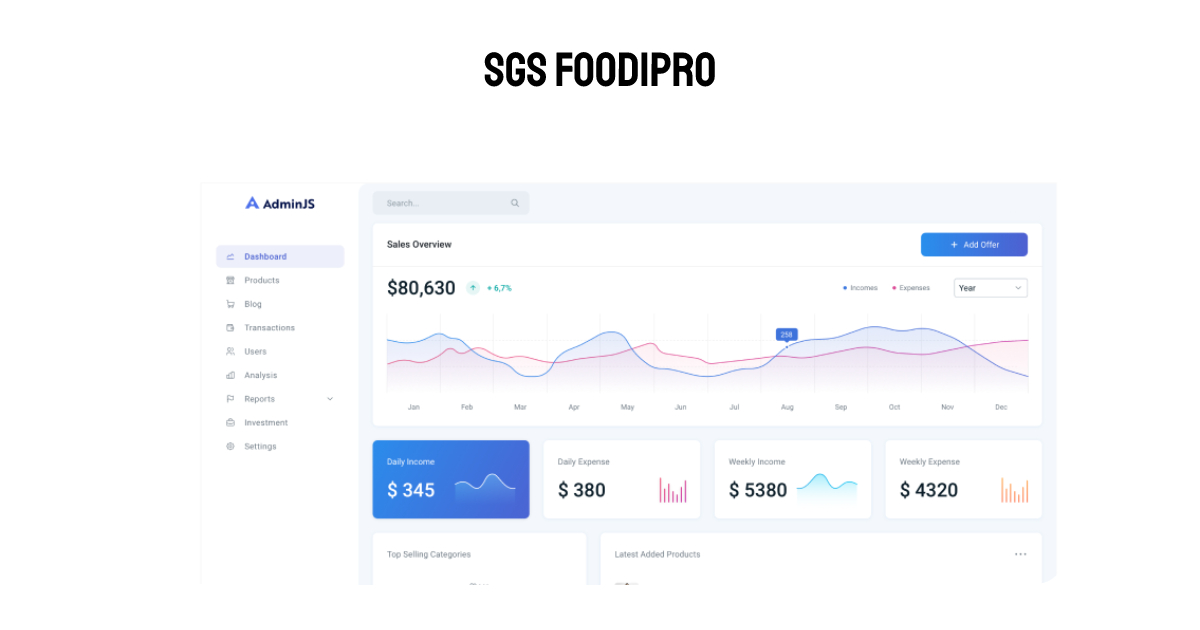 SGS FOODIPRO
AdminJS
Search...
Dashboard
Products
Blog
Transactions
Users
Analysis
Reports
Investment
Settings
Sales Overview
+ Add Offer
$80,630
+ 6,7%
Incomes
Expenses
Year
258
Jan Feb Mar Apr May Jun Jul Aug Sep Oct Nov Dec
Daily Income
$ 345
Daily Expense
$ 380
Weekly Income
$ 5380
Weekly Expense
$ 4320
Top Selling Categories
Latest Added Products